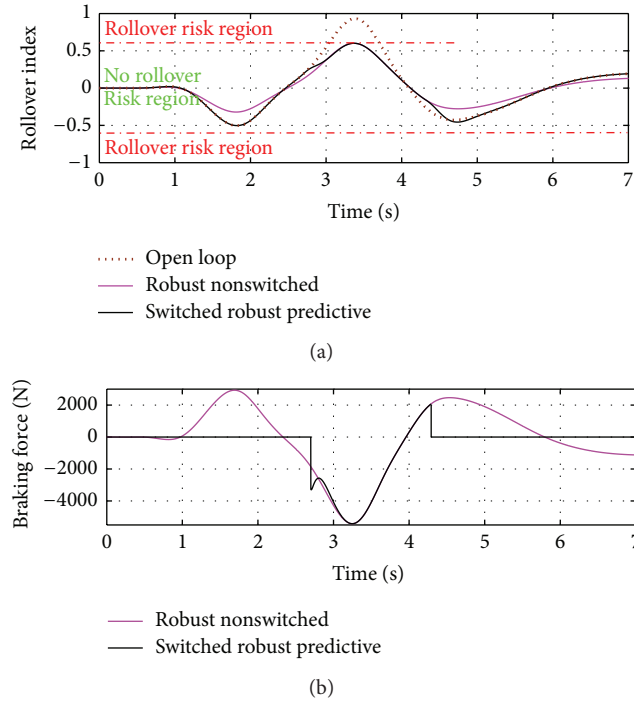 1
Rollover risk region
0.5
No rollover
0
Risk region
−0.5
Rollover risk region
−1
0 1 2 3 4 5 6 7
Rollover index
Time (s)
Open loop
Robust nonswitched
Switched robust predictive
(a)
2000
0
−2000
−4000
0 1 2 3 4 5 6 7
Braking force (N)
Time (s)
Robust nonswitched
Switched robust predictive
(b)